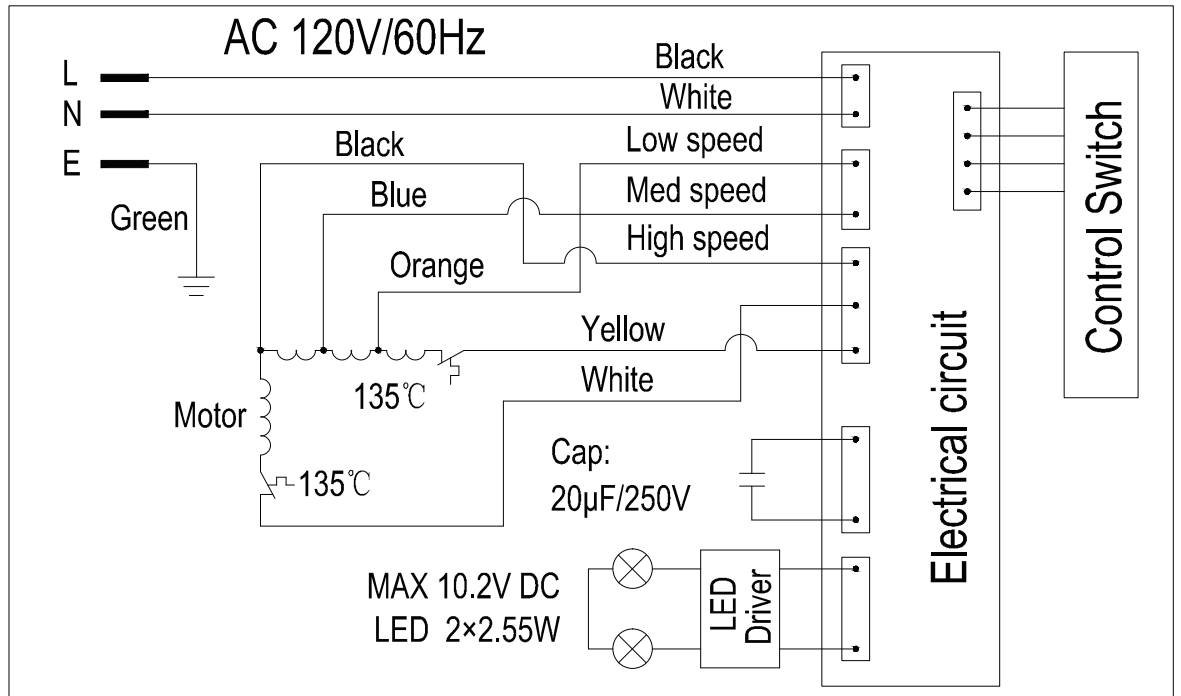 AC 120V/60Hz
L
Black
N
White
E
Black
Low speed
Green
Blue
Med speed
High speed
Orange
Yellow
135℃
White
Motor
135℃
Cap:
20μF/250V
MAX 10.2V DC
LED 2×2.55W
LED
Driver
Electrical circuit
Control Switch